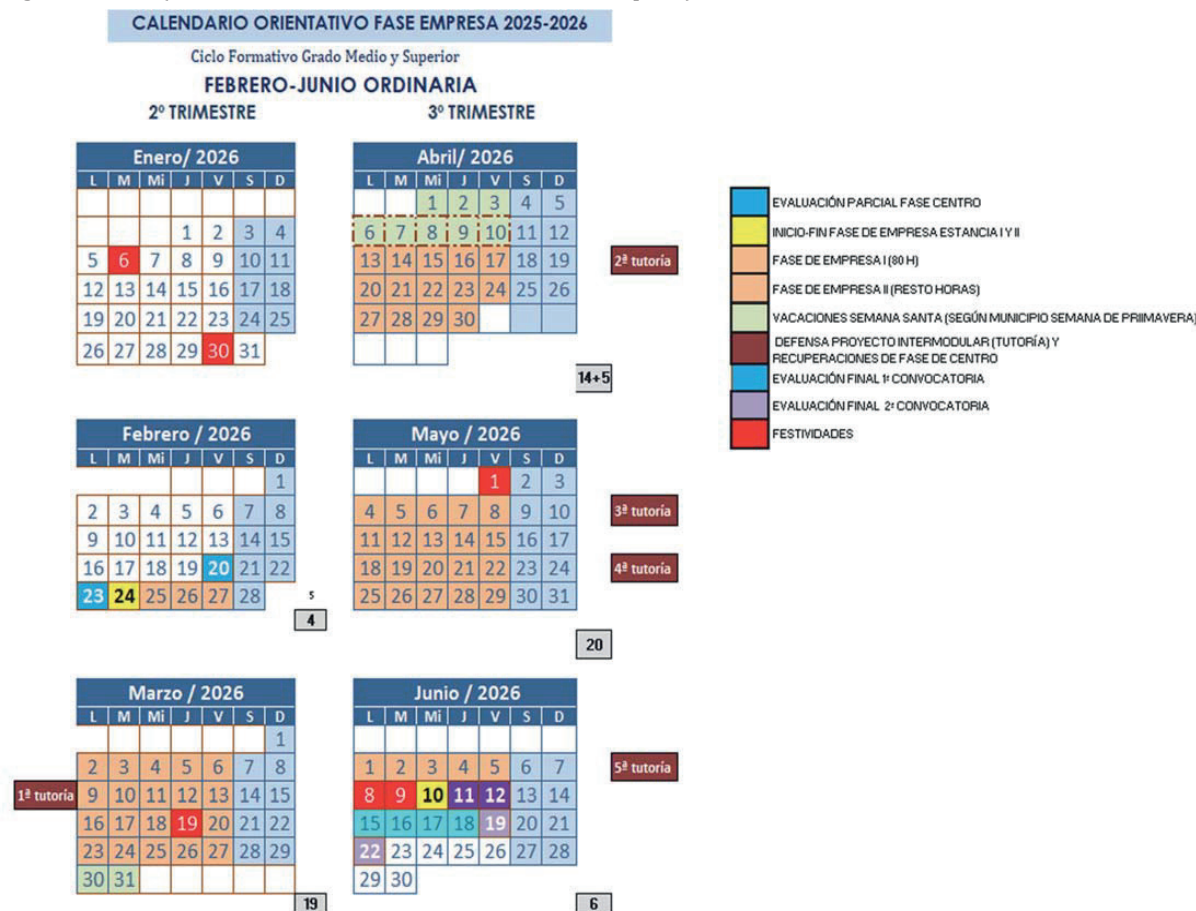 CALENDARIO ORIENTATIVO FASE EMPRESA 2025-2026
Ciclo Formativo Grado Medio y Superior
FEBRERO-JUNIO ORDINARIA
2º TRIMESTRE
3º TRIMESTRE
Enero/ 2026
L M Mi J V S D
1 2 3 4
5 6 7 8 9 10 11
12 13 14 15 16 17 18
19 20 21 22 23 24 25
26 27 28 29 30 31
Abril/ 2026
L M Mi J V S D
1 2 3 4 5
6 7 8 9 10 11 12
13 14 15 16 17 18 19
20 21 22 23 24 25 26
27 28 29 30
2ª tutoría
14+5
EVALUACIÓN PARCIAL FASE CENTRO
INICIO-FIN FASE DE EMPRESA ESTANCIA I Y II
FASE DE EMPRESA I (80 H)
FASE DE EMPRESA II (RESTO HORAS)
VACACIONES SEMANA SANTA (SEGÚN MUNICIPIO SEMANA DE PRIIMAVERA)
DEFENSA PROYECTO INTERMODULAR (TUTORÍA) Y
RECUPERACIONES DE FASE DE CENTRO
EVALUACIÓN FINAL 1ª CONVOCATORIA
EVALUACIÓN FINAL 2ª CONVOCATORIA
FESTIVIDADES
Febrero / 2026
L M Mi J V S D
1
2 3 4 5 6 7 8
9 10 11 12 13 14 15
16 17 18 19 20 21 22
23 24 25 26 27 28
5
4
Mayo / 2026
L M Mi J V S D
1 2 3
4 5 6 7 8 9 10
11 12 13 14 15 16 17
18 19 20 21 22 23 24
25 26 27 28 29 30 31
3ª tutoría
4ª tutoría
20
Marzo / 2026
L M Mi J V S D
1
2 3 4 5 6 7 8
1ª tutoría
9 10 11 12 13 14 15
16 17 18 19 20 21 22
23 24 25 26 27 28 29
30 31
19
Junio / 2026
L M Mi J V S D
1 2 3 4 5 6 7
5ª tutoría
8 9 10 11 12 13 14
15 16 17 18 19 20 21
22 23 24 25 26 27 28
29 30
6